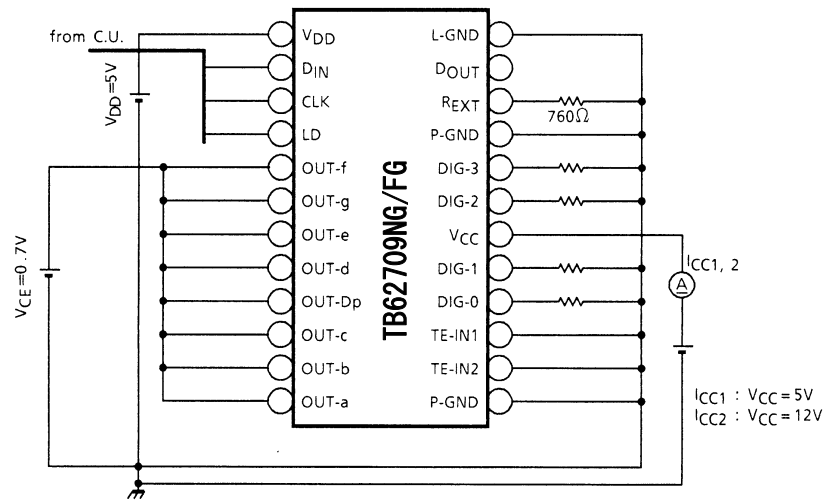 from C.U.
VDD=5V
VCE=0.7V
VDD
DIN
CLK
LD
OUT-f
OUT-g
OUT-e
OUT-d
OUT-Dp
OUT-c
OUT-b
OUT-a
TB62709NG/FG
L-GND
DOUT
REXT
P-GND
DIG-3
DIG-2
VCC
DIG-1
DIG-0
TE-IN1
TE-IN2
P-GND
760Ω
ICC1, 2
A
ICC1 : VCC=5V
ICC2 : VCC=12V